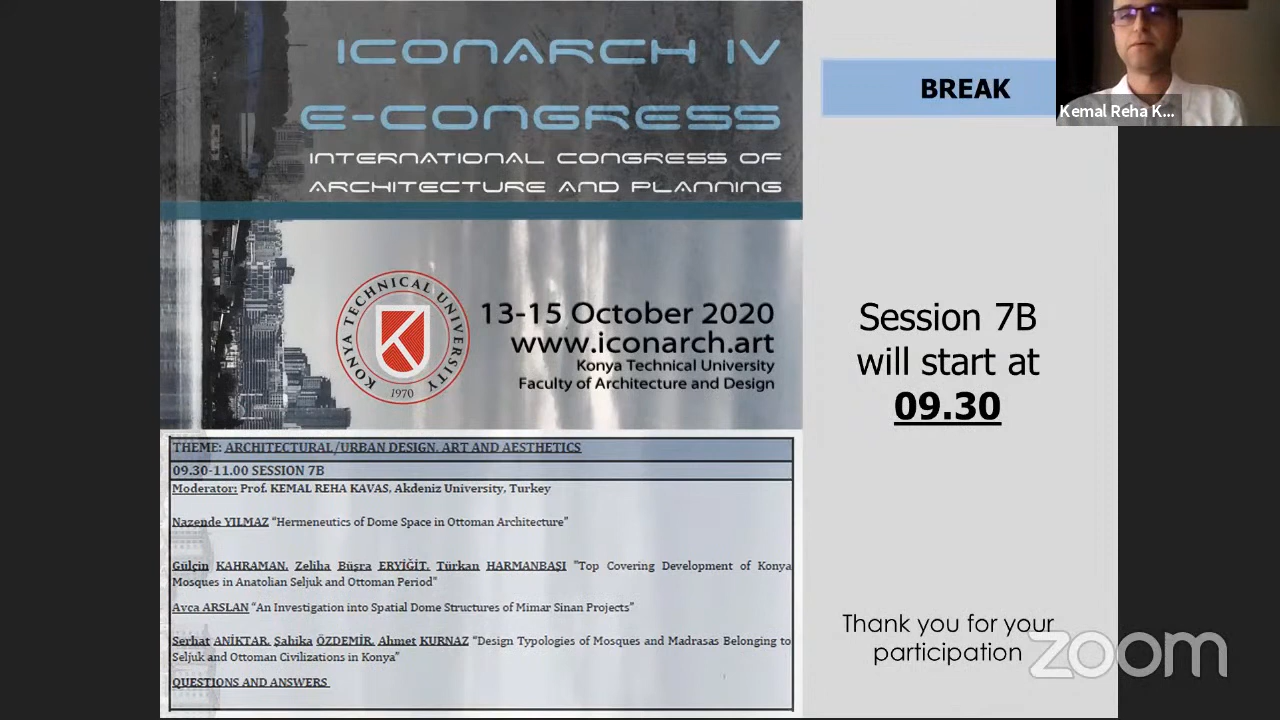 ICONARCH IV
E-CONGRESS
INTERNATIONAL CONGRESS OF
ARCHITECTURE AND PLANNING
KONYA TECHNICAL UNIVERSITY
1970
13-15 October 2020
www.iconarch.art
Konya Technical University
Faculty of Architecture and Design
THEME: ARCHITECTURAL/URBAN DESIGN, ART AND AESTHETICS
09.30-11.00 SESSION 7B
Moderator: Prof. KEMAL REHA KAVAS, Akdeniz University, Turkey
Nazende YILMAZ “Hermeneutics of Dome Space in Ottoman Architecture”
Gülçin KAHRAMAN, Zeliha Büşra ERYİĞİT, Türkan HARMANBAŞI "Top Covering Development of Konya
Mosques in Anatolian Seljuk and Ottoman Period"
Ayça ARSLAN “An Investigation into Spatial Dome Structures of Mimar Sinan Projects”
Serhat ANİKTAR, Şahika ÖZDEMİR, Ahmet KURNAZ “Design Typologies of Mosques and Madrasas Belonging to
Seljuk and Ottoman Civilizations in Konya”
QUESTIONS AND ANSWERS
BREAK
Kemal Reha K...
Session 7B
will start at
09.30
Thank you for your
participation
zoom